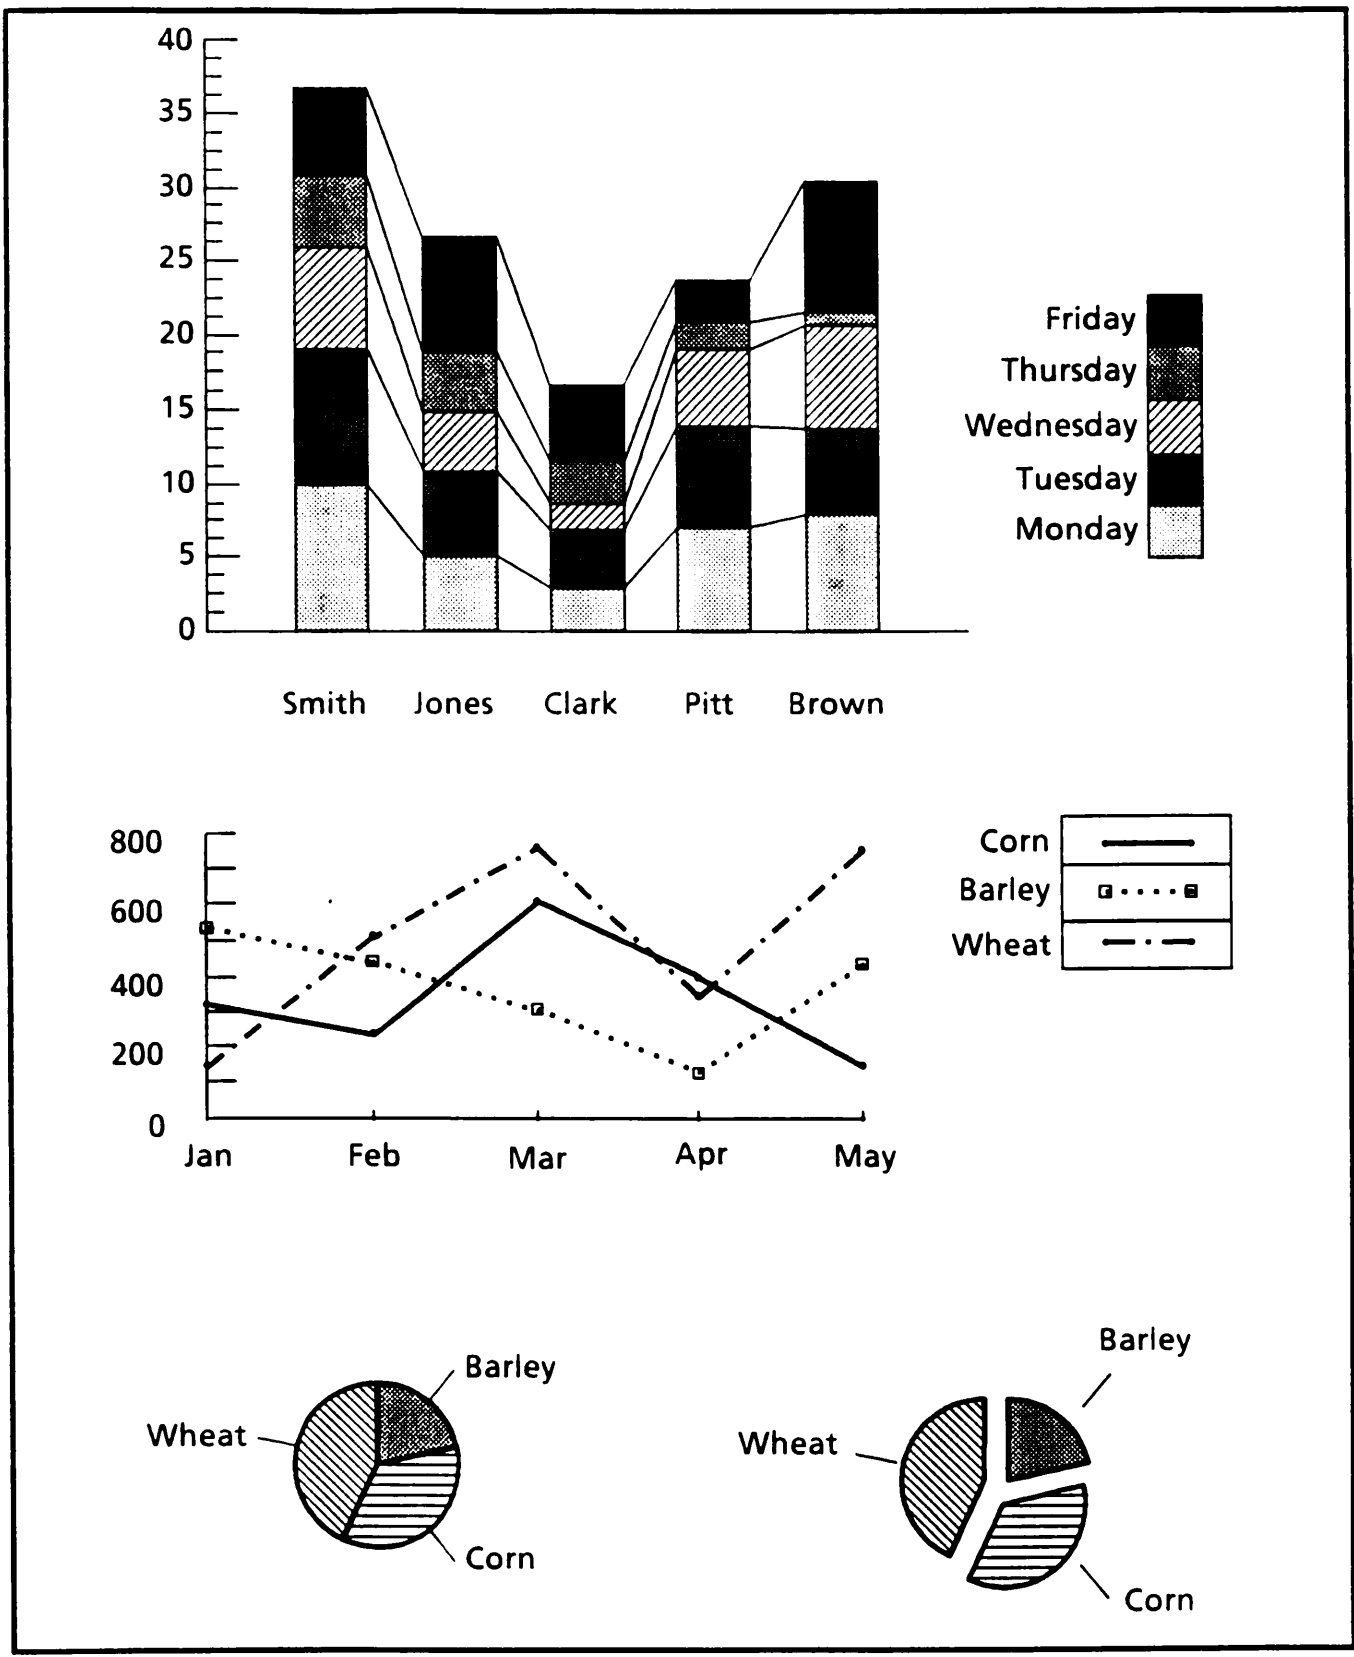 40
35
30
25
20
15
10
5
0
Friday
Thursday
Wednesday
Tuesday
Monday
Smith Jones Clark Pitt Brown
800
600
400
200
0
Jan Feb Mar Apr May
Corn
Barley
Wheat
Barley
Wheat
Corn
Barley
Wheat
Corn